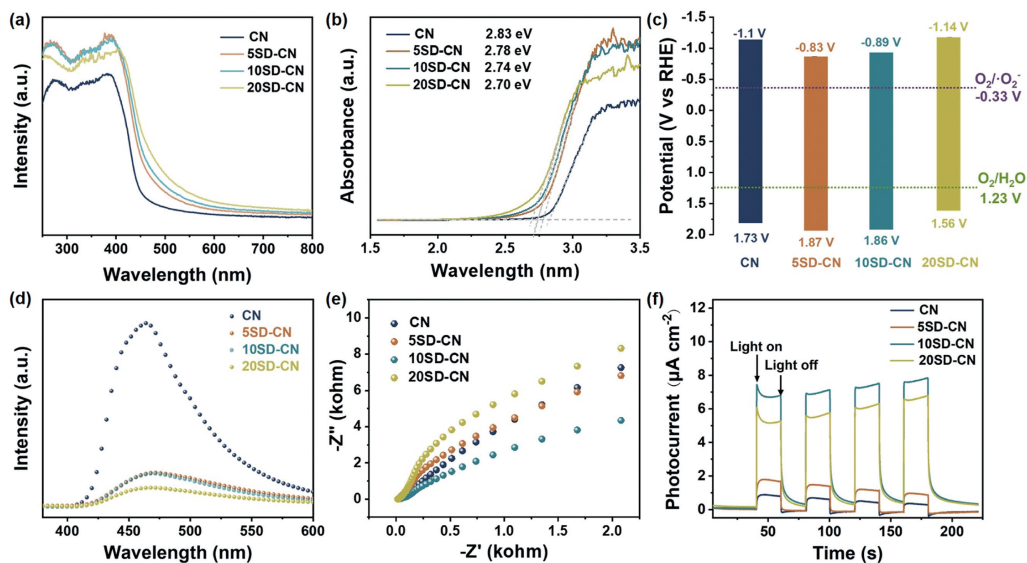 (a)
CN
5SD-CN
10SD-CN
20SD-CN
Intensity (a.u.)
300 400 500 600 700 800
Wavelength (nm)
(b)
CN 2.83 eV
5SD-CN 2.78 eV
10SD-CN 2.74 eV
20SD-CN 2.70 eV
Absorbance (a.u.)
1.5 2.0 2.5 3.0 3.5
Wavelength (nm)
(c)
Potential (V vs RHE)
-1.5
-1.0
-0.5
0.0
0.5
1.0
1.5
2.0
-1.1 V
-0.83 V
-0.89 V
-1.14 V
O₂/·O₂⁻
-0.33 V
O₂/H₂O
1.23 V
1.73 V
1.87 V
1.86 V
1.56 V
CN 5SD-CN 10SD-CN 20SD-CN
(d)
CN
5SD-CN
10SD-CN
20SD-CN
Intensity (a.u.)
400 450 500 550 600
Wavelength (nm)
(e)
CN
5SD-CN
10SD-CN
20SD-CN
-Z'' (kohm)
10
8
6
4
2
0
0.0 0.5 1.0 1.5 2.0
-Z' (kohm)
(f)
CN
5SD-CN
10SD-CN
20SD-CN
Light on
Light off
Photocurrent (μA cm⁻²)
12
10
8
6
4
2
0
50 100 150 200
Time (s)